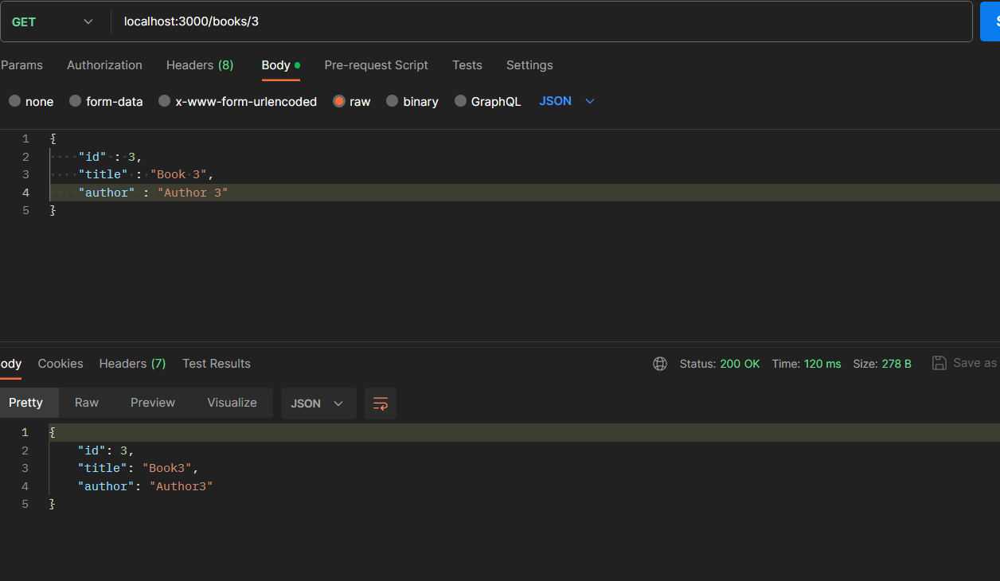 GET localhost:3000/books/3 S
Params Authorization Headers (8) Body Pre-request Script Tests Settings
none form-data x-www-form-urlencoded raw binary GraphQL JSON
1 {
2 "id" : 3,
3 "title" : "Book 3",
4 "author" : "Author 3"
5 }
ody Cookies Headers (7) Test Results Status: 200 OK Time: 120 ms Size: 278 B Save as
Pretty Raw Preview Visualize JSON
1 {
2 "id": 3,
3 "title": "Book3",
4 "author": "Author3"
5 }